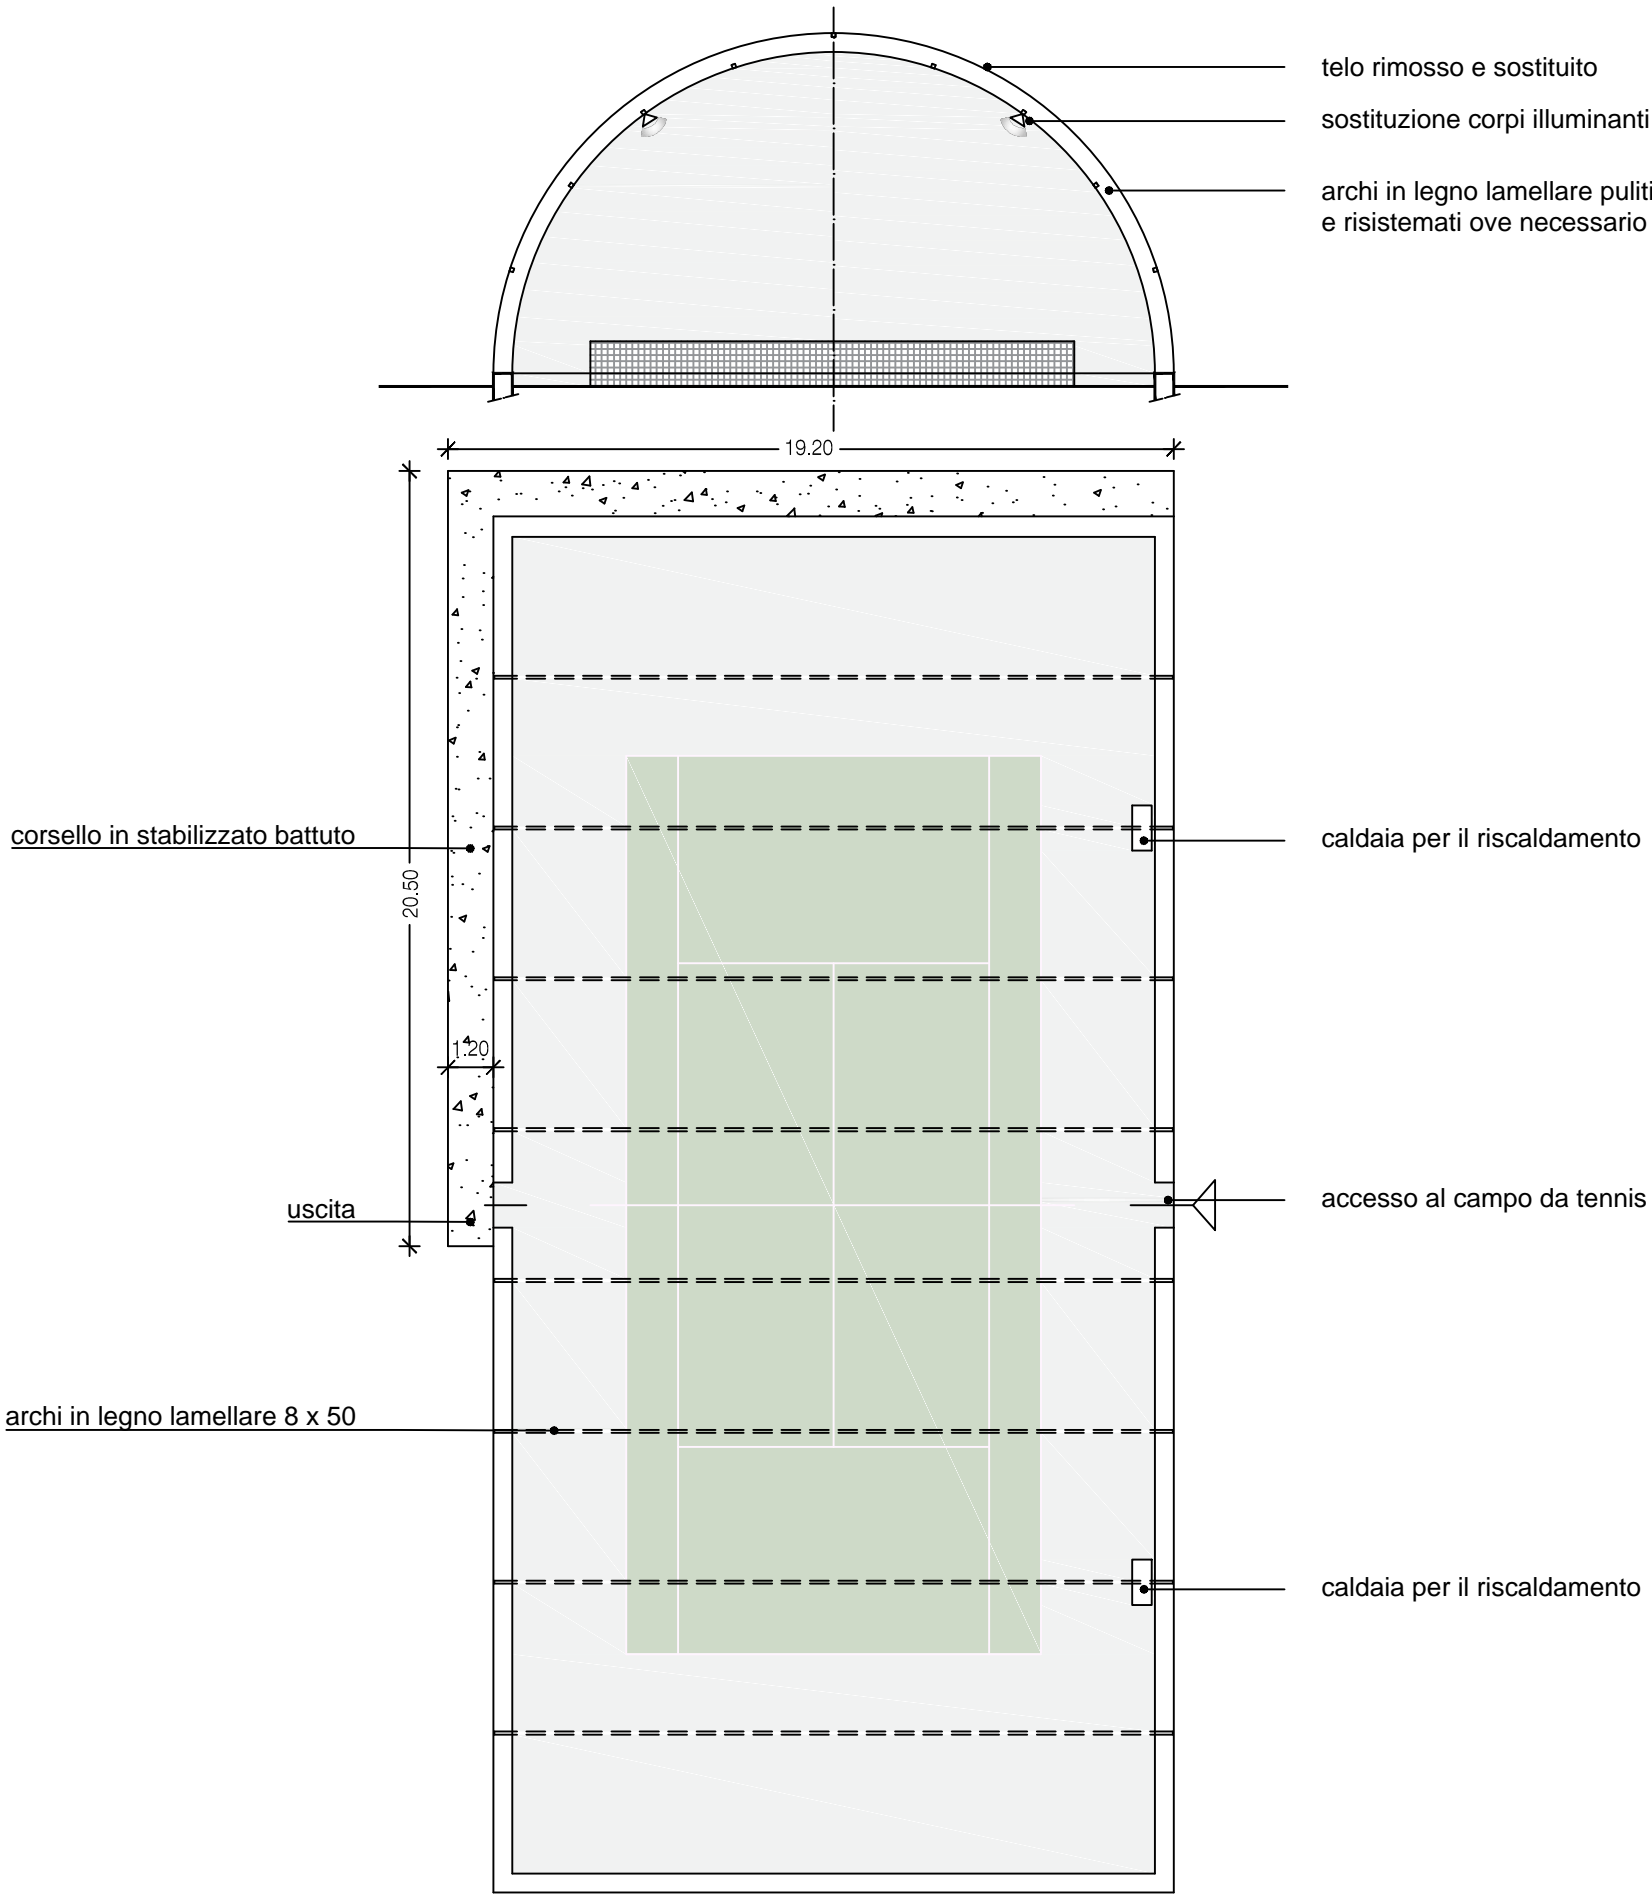 telo rimosso e sostituito
sostituzione corpi illuminanti
archi in legno lamellare puliti
e risistemati ove necessario
19.20
corsello in stabilizzato battuto
20.50
caldaia per il riscaldamento
1.20
uscita
accesso al campo da tennis
archi in legno lamellare 8 x 50
caldaia per il riscaldamento